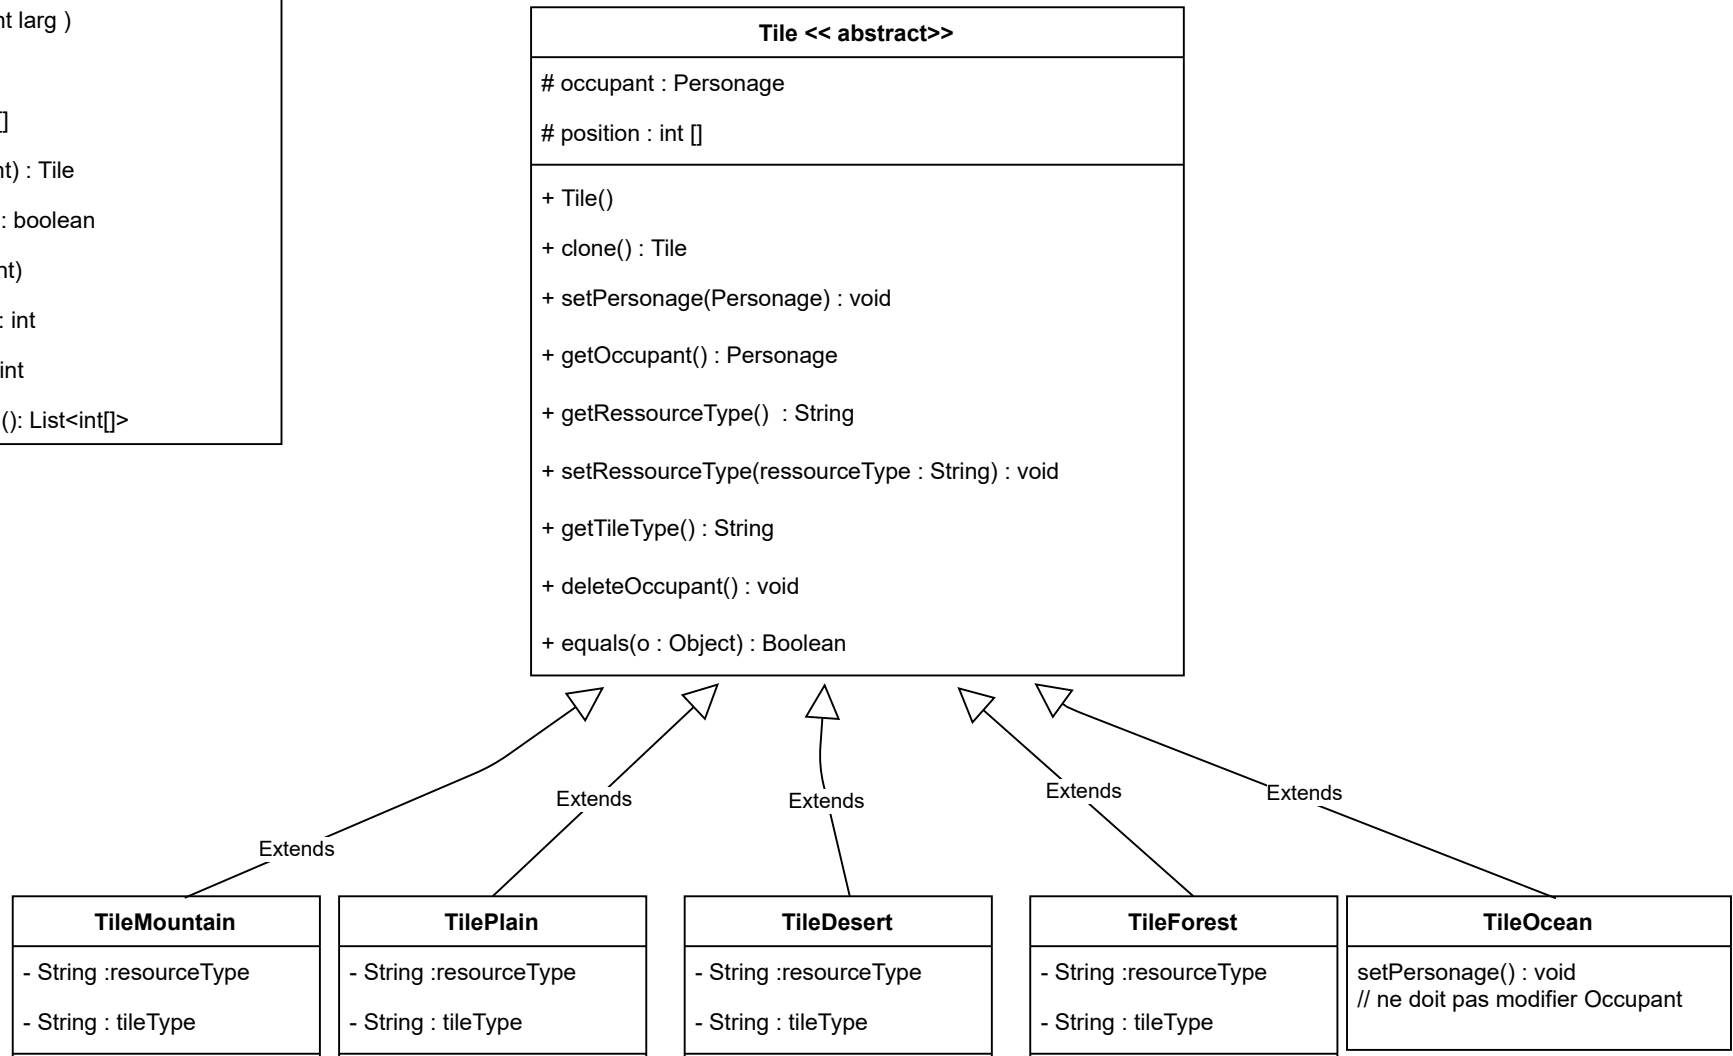 nt larg )
[]
nt) : Tile
: boolean
nt)
: int
int
(): List<int[]>
Tile << abstract>>
# occupant : Personage
# position : int []
+ Tile()
+ clone() : Tile
+ setPersonage(Personage) : void
+ getOccupant() : Personage
+ getRessourceType()  : String
+ setRessourceType(ressourceType : String) : void
+ getTileType() : String
+ deleteOccupant() : void
+ equals(o : Object) : Boolean
Extends
Extends
Extends
Extends
Extends
TileMountain
- String :resourceType
- String : tileType
TilePlain
- String :resourceType
- String : tileType
TileDesert
- String :resourceType
- String : tileType
TileForest
- String :resourceType
- String : tileType
TileOcean
setPersonage() : void
// ne doit pas modifier Occupant